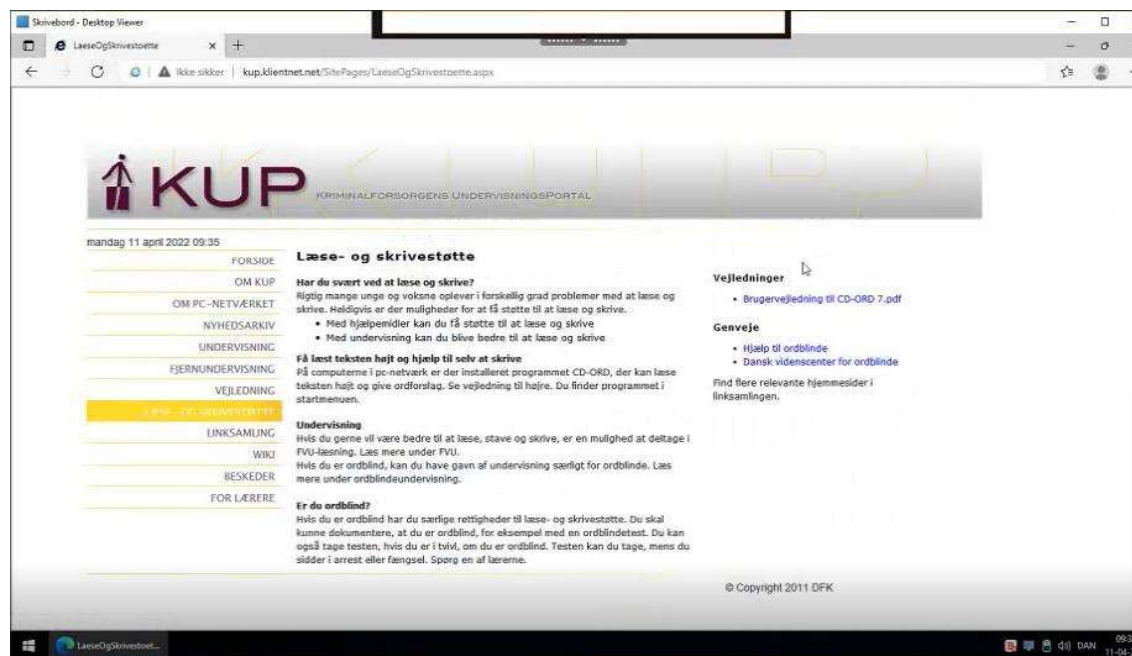 Skrivebord - Desktop Viewer
LaeseOgSkrivestoette
Ikke sikker
kup.klientnet.net/SitePages/LaeseOgSkrivestoette.aspx
KUP
KRIMINALFORSORGENS UNDERVISNINGSPORTAL
mandag 11 april 2022 09:35
FORSIDE
OM KUP
OM PC-NETVÆRKET
NYHEDSARKIV
UNDERVISNING
FJERNUNDERVISNING
VEJLEDNING
LÆSE- OG SKRIVESTØTTE
LINKSAMLING
WIKI
BESKEDER
FOR LÆRERE
Læse- og skrivestøtte
Har du svært ved at læse og skrive?
Rigtig mange unge og voksne oplever i forskellig grad problemer med at læse og
skrive. Heldigvis er der muligheder for at få støtte til at læse og skrive.
• Med hjælpemidler kan du få støtte til at læse og skrive
• Med undervisning kan du blive bedre til at læse og skrive
Få læst teksten højt og hjælp til selv at skrive
På computerne i pc-netværk er der installeret programmet CD-ORD, der kan læse
teksten højt og give ordforslag. Se vejledning til højre. Du finder programmet i
startmenuen.
Undervisning
Hvis du gerne vil være bedre til at læse, stave og skrive, er en mulighed at deltage i
FVU-læsning. Læs mere under FVU.
Hvis du er ordblind, kan du have gavn af undervisning særligt for ordblinde. Læs
mere under ordblindeundervisning.
Er du ordblind?
Hvis du er ordblind har du særlige rettigheder til læse- og skrivestøtte. Du skal
kunne dokumentere, at du er ordblind, for eksempel med en ordblindetest. Du kan
også tage testen, hvis du er i tvivl, om du er ordblind. Testen kan du tage, mens du
sidder i arrest eller fængsel. Spørg en af lærerne.
Vejledninger
• Brugervejledning til CD-ORD 7.pdf
Genveje
• Hjælp til ordblinde
• Dansk videnscenter for ordblinde
Find flere relevante hjemmesider i
linksamlingen.
© Copyright 2011 DFK
LaeseOgSkrivestoet...
DAN